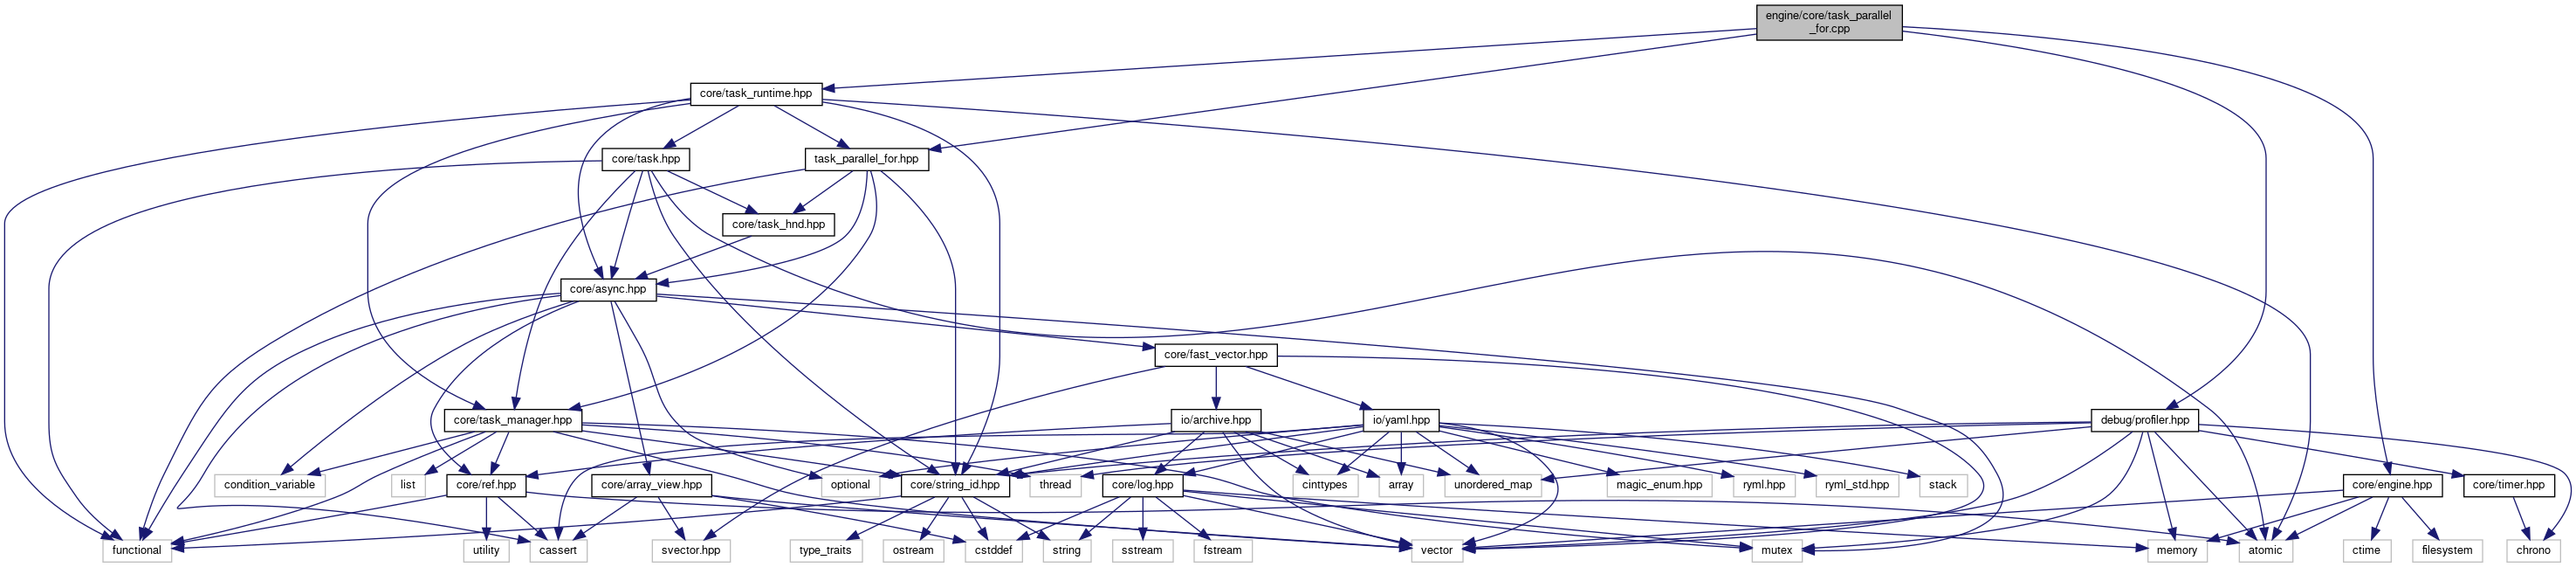 engine/core/task_parallel
_for.cpp
core/task_runtime.hpp
core/task.hpp
task_parallel_for.hpp
core/task_hnd.hpp
core/async.hpp
core/fast_vector.hpp
core/task_manager.hpp
io/archive.hpp
io/yaml.hpp
debug/profiler.hpp
condition_variable
list
core/ref.hpp
core/array_view.hpp
optional
core/string_id.hpp
thread
core/log.hpp
cinttypes
array
unordered_map
magic_enum.hpp
ryml.hpp
ryml_std.hpp
stack
core/engine.hpp
core/timer.hpp
functional
utility
cassert
svector.hpp
type_traits
ostream
cstddef
string
sstream
fstream
vector
mutex
memory
atomic
ctime
filesystem
chrono